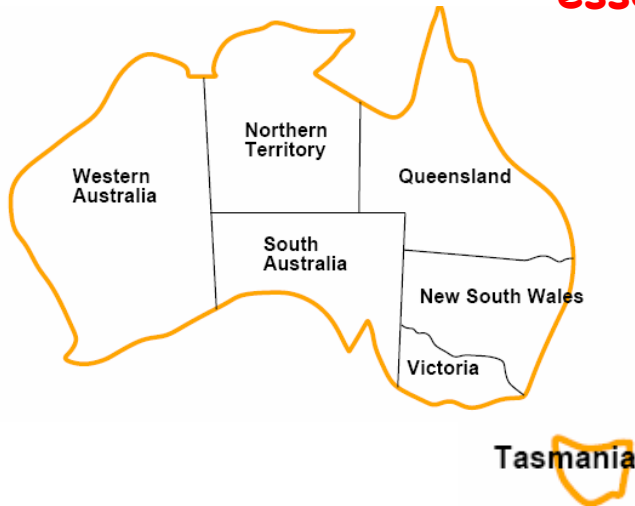 Northern
Territory
Western
Australia
Queensland
South
Australia
New South Wales
Victoria
Tasmania